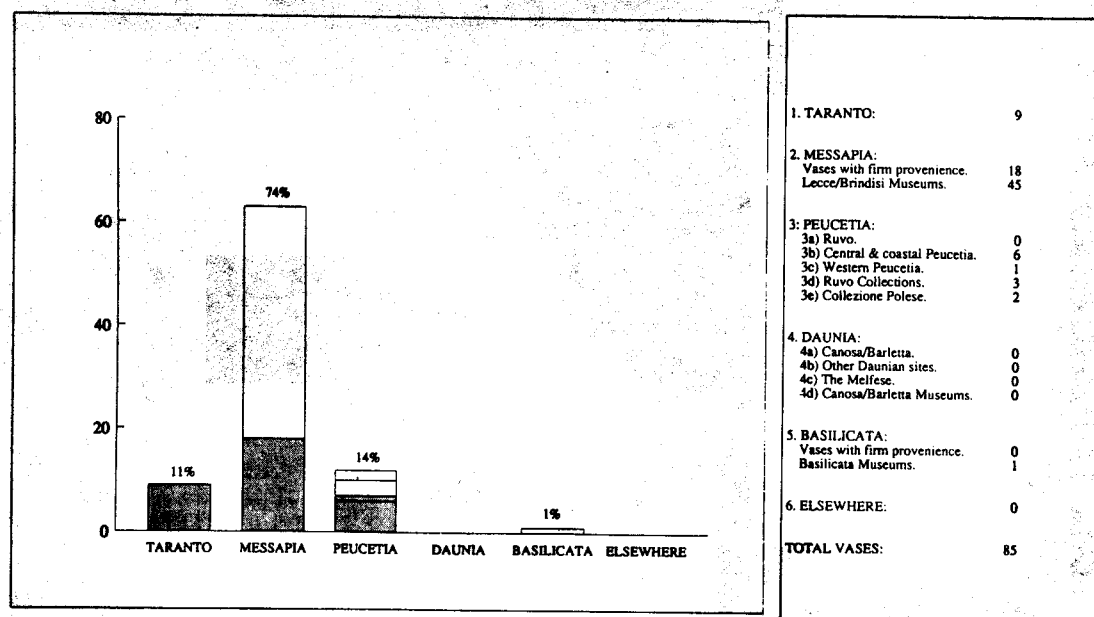 80
60
40
20
0
74%
11%
14%
1%
TARANTO MESSAPIA PEUCETIA DAUNIA BASILICATA ELSEWHERE
1. TARANTO: 9
2. MESSAPIA:
Vases with firm provenience. 18
Lecce/Brindisi Museums. 45
3: PEUCETIA:
3a) Ruvo. 0
3b) Central & coastal Peucetia. 6
3c) Western Peucetia. 1
3d) Ruvo Collections. 3
3e) Collezione Polese. 2
4. DAUNIA:
4a) Canosa/Barletta. 0
4b) Other Daunian sites. 0
4c) The Melfese. 0
4d) Canosa/Barletta Museums. 0
5. BASILICATA:
Vases with firm provenience. 0
Basilicata Museums. 1
6. ELSEWHERE: 0
TOTAL VASES: 85